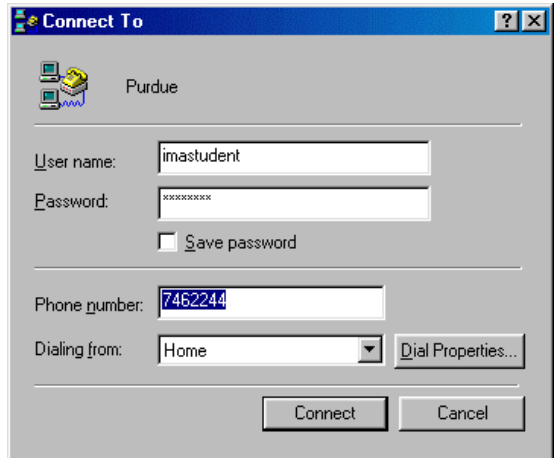 Connect To
Purdue
User name: imastudent
Password: ××××××××
Save password
Phone number: 7462244
Dialing from: Home Dial Properties...
Connect Cancel